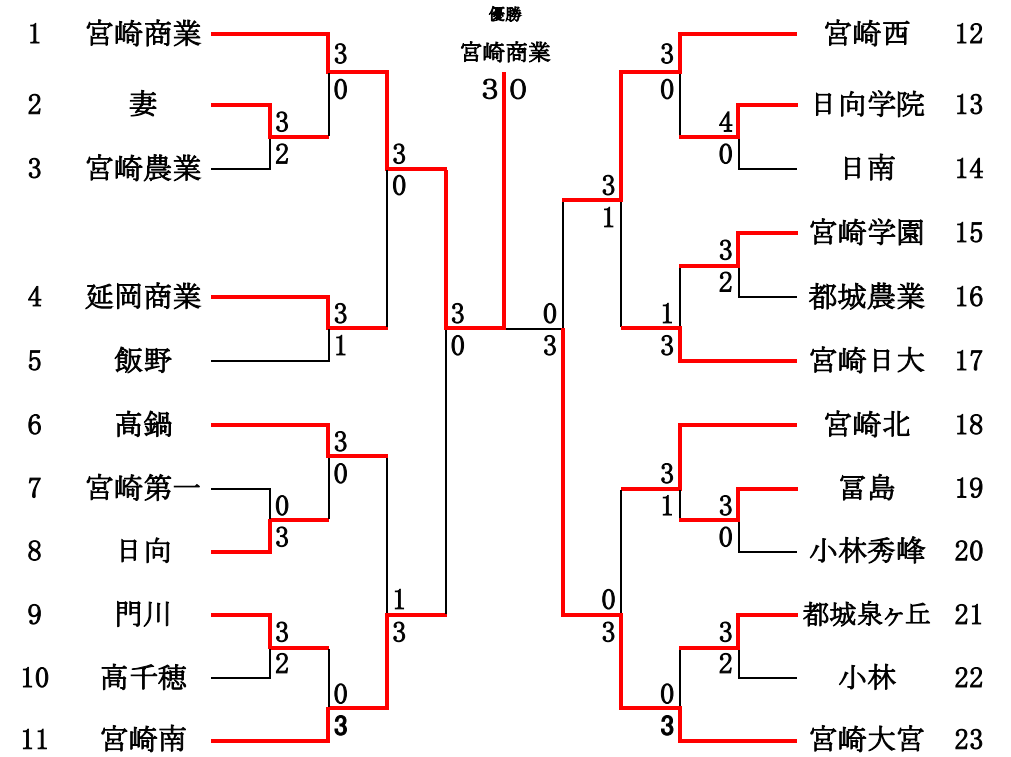 優勝
宮崎商業
3 0
1 宮崎商業
2 妻
3 宮崎農業
4 延岡商業
5 飯野
6 高鍋
7 宮崎第一
8 日向
9 門川
10 高千穂
11 宮崎南
3
0
3
2
3
0
3
1
3
0
3
0
0
3
1
3
3
2
0
3
宮崎西 12
日向学院 13
日南 14
宮崎学園 15
都城農業 16
宮崎日大 17
宮崎北 18
冨島 19
小林秀峰 20
都城泉ヶ丘 21
小林 22
宮崎大宮 23
3
0
4
0
3
1
3
2
0
3
1
3
3
1
3
0
0
3
3
2
0
3